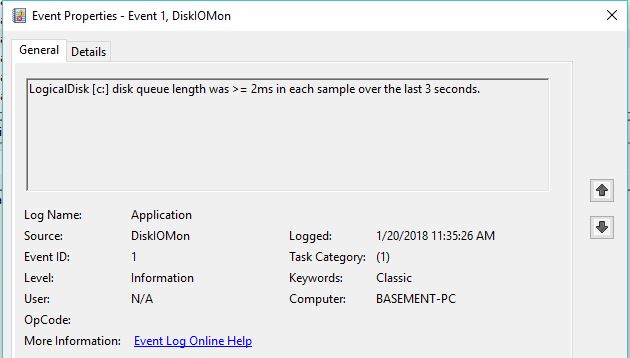 Event Properties - Event 1, DiskIOMon
General Details
LogicalDisk [c:] disk queue length was >= 2ms in each sample over the last 3 seconds.
Log Name: Application
Source: DiskIOMon Logged: 1/20/2018 11:35:26 AM
Event ID: 1 Task Category: (1)
Level: Information Keywords: Classic
User: N/A Computer: BASEMENT-PC
OpCode:
More Information: Event Log Online Help